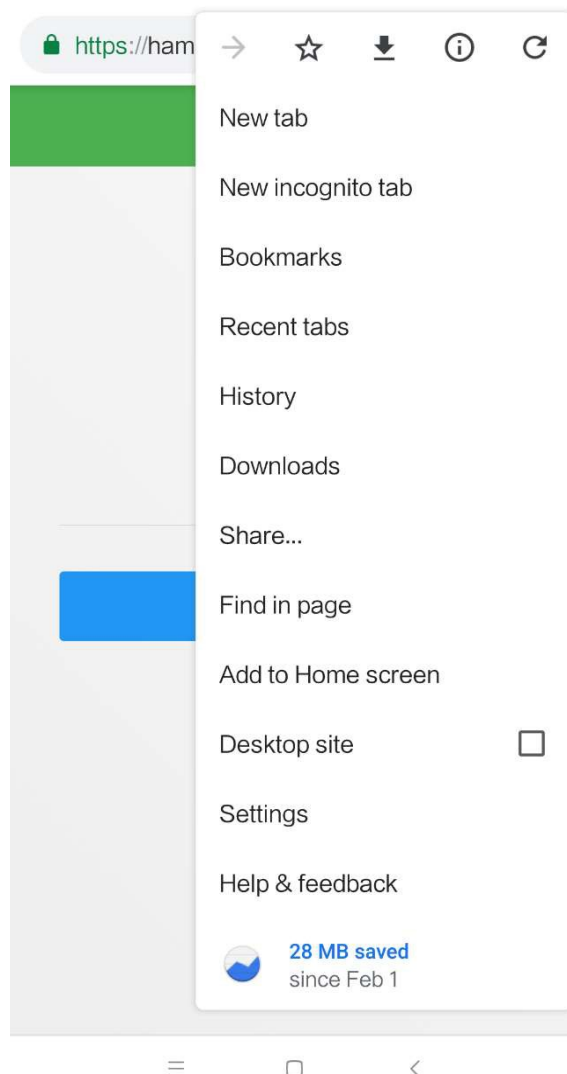 https://ham
New tab
New incognito tab
Bookmarks
Recent tabs
History
Downloads
Share...
Find in page
Add to Home screen
Desktop site
Settings
Help & feedback
28 MB saved
since Feb 1